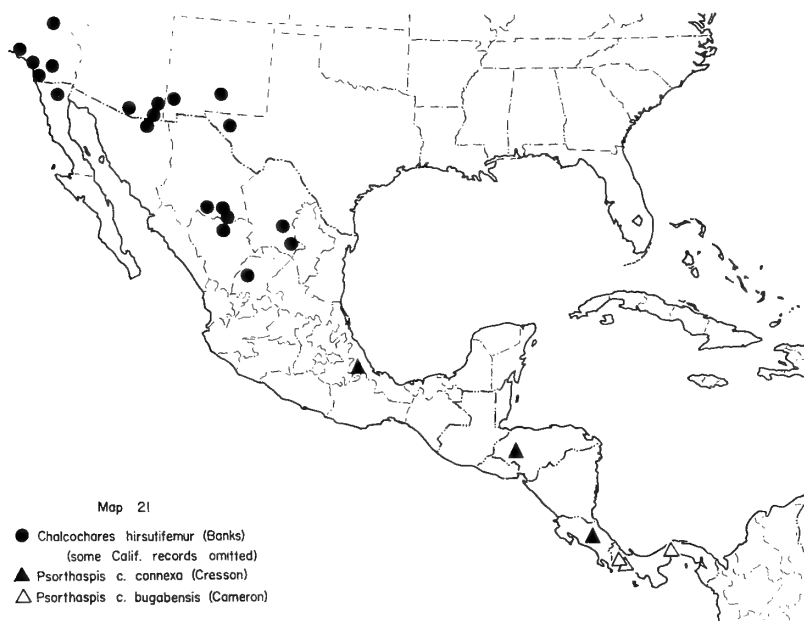 Map 21
Chalcochares hirsutifemur (Banks)
(some Calif. records omitted)
Psorthaspis c. connexa (Cresson)
Psorthaspis c. bugabensis (Cameron)